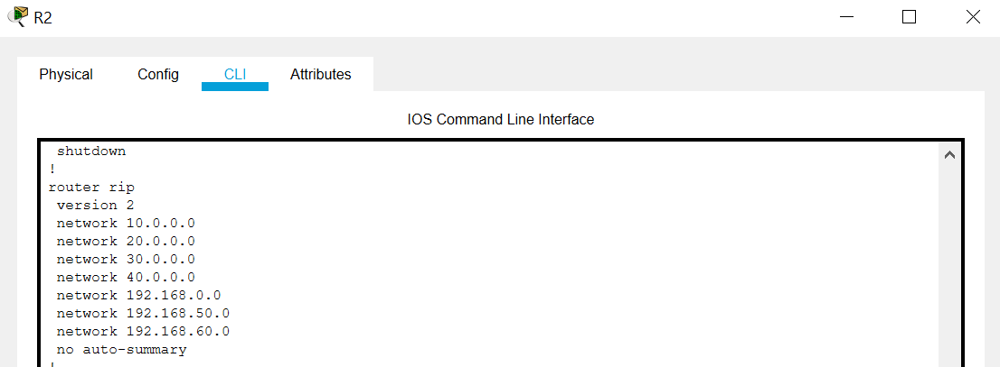 R2
Physical Config CLI Attributes
IOS Command Line Interface
shutdown
!
router rip
version 2
network 10.0.0.0
network 20.0.0.0
network 30.0.0.0
network 40.0.0.0
network 192.168.0.0
network 192.168.50.0
network 192.168.60.0
no auto-summary
!